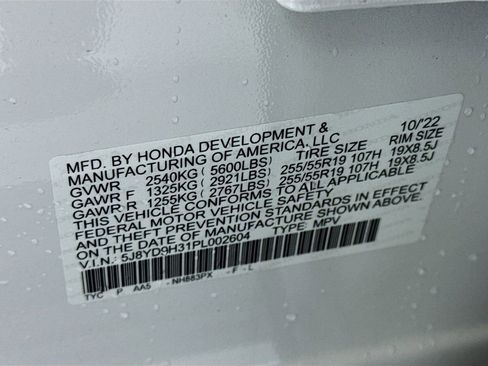 MFD. BY HONDA DEVELOPMENT & 10/'22
MANUFACTURING OF AMERICA, LLC
GVWR 2540KG ( 5600LBS) TIRE SIZE RIM SIZE
GAWR F 1325KG ( 2921LBS) 255/55R19 107H 19X8.5J
GAWR R 1255KG ( 2767LBS) 255/55R19 107H 19X8.5J
THIS VEHICLE CONFORMS TO ALL APPLICABLE
FEDERAL MOTOR VEHICLE SAFETY AND THEFT PREVENTION STANDARDS IN EFFECT
ON THE DATE OF MANUFACTURE SHOWN ABOVE.
V.I.N.: 5J8YD9H31PL002604 TYPE: MPV
TYC P AA5 -NH883PX -F-L